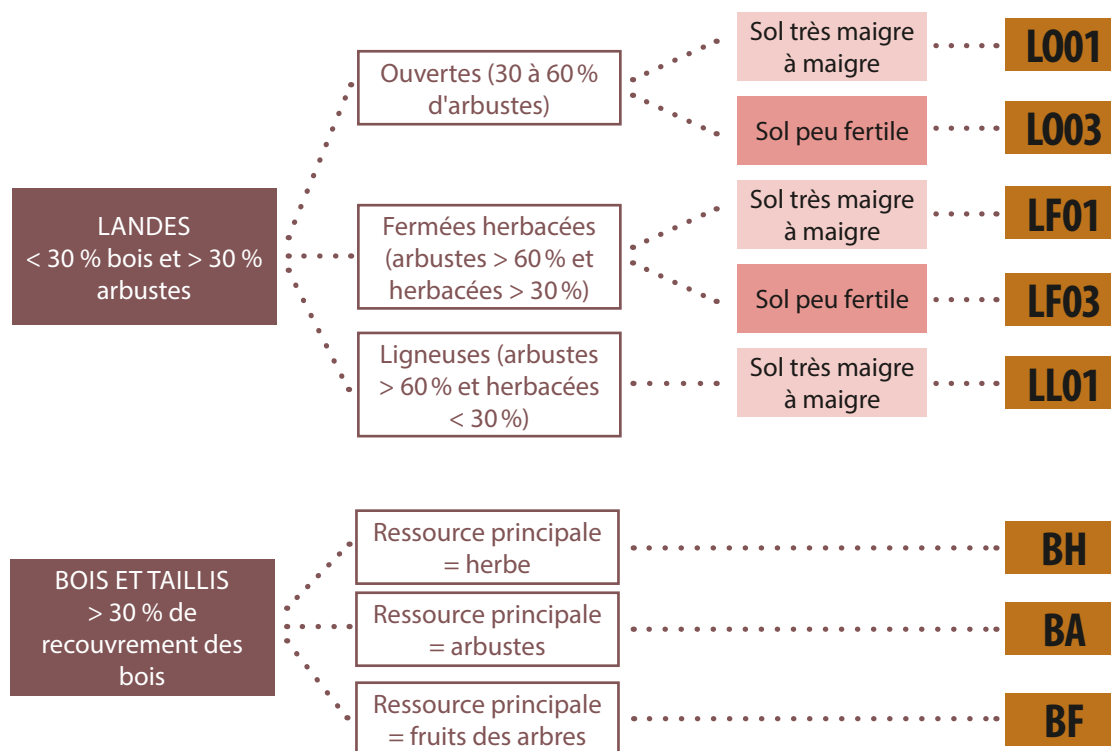 LANDES
< 30 % bois et > 30 %
arbustes
Ouvertes (30 à 60 %
d'arbustes)
Sol très maigre
à maigre
LO01
Sol peu fertile
LO03
Fermées herbacées
(arbustes > 60 % et
herbacées > 30 %)
Sol très maigre
à maigre
LF01
Sol peu fertile
LF03
Ligneuses (arbustes
> 60 % et herbacées
< 30 %)
Sol très maigre
à maigre
LL01
BOIS ET TAILLIS
> 30 % de
recouvrement des
bois
Ressource principale
= herbe
BH
Ressource principale
= arbustes
BA
Ressource principale
= fruits des arbres
BF